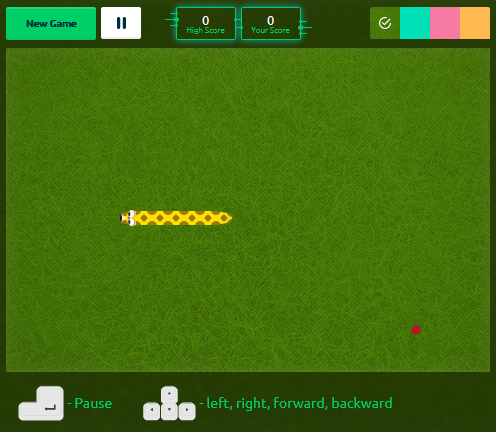 New Game
0
High Score
0
Your Score
- Pause
- left, right, forward, backward